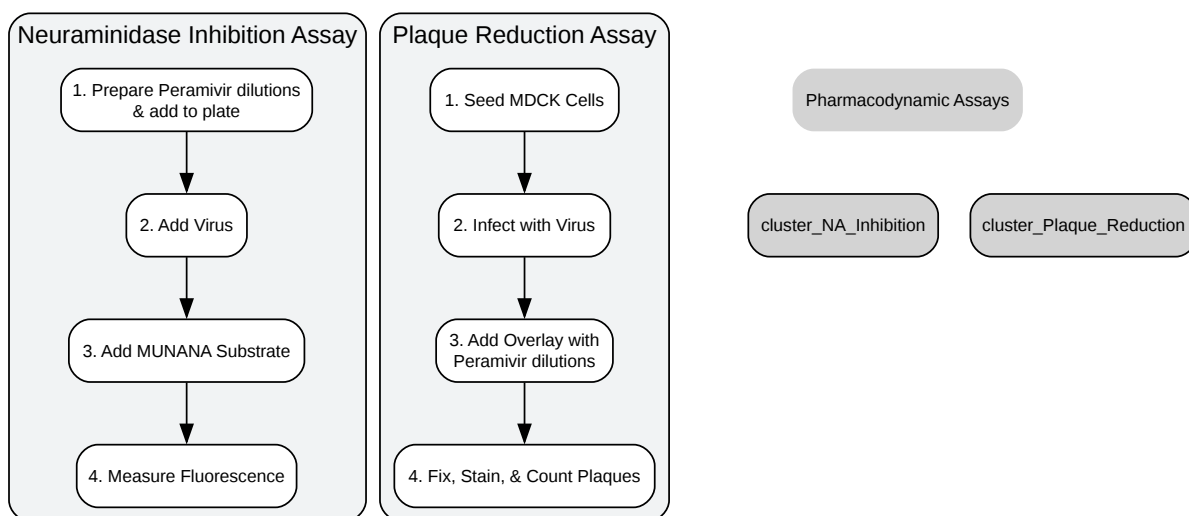 Neuraminidase Inhibition Assay
1. Prepare Peramivir dilutions
& add to plate
2. Add Virus
3. Add MUNANA Substrate
4. Measure Fluorescence
Plaque Reduction Assay
1. Seed MDCK Cells
2. Infect with Virus
3. Add Overlay with
Peramivir dilutions
4. Fix, Stain, & Count Plaques
Pharmacodynamic Assays
cluster_NA_Inhibition
cluster_Plaque_Reduction